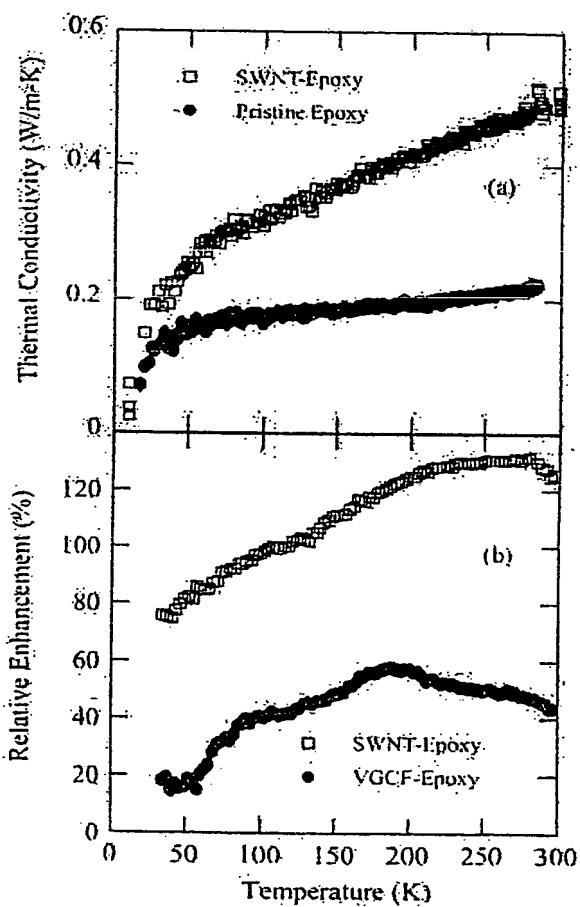 Thermal Conductivity (W/m-K)
0.6
0.4
0.2
0
SWNT-Epoxy
Pristine Epoxy
(a)
Relative Enhancement (%)
120
100
80
60
40
20
0
(b)
SWNT-Epoxy
VGCF-Epoxy
0 50 100 150 200 250 300
Temperature (K)